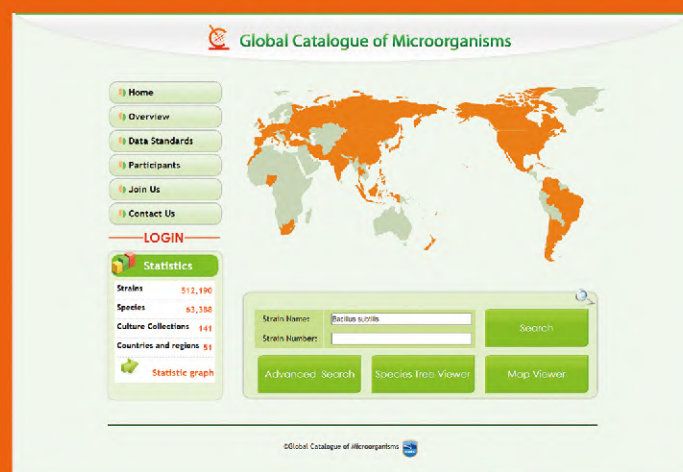 Global Catalogue of Microorganisms
Home
Overview
Data Standards
Participants
Join Us
Contact Us
LOGIN
Statistics
Strains 512,190
Species 63,388
Culture Collections 141
Countries and regions 51
Statistic graph
Strain Name: Bacillus subtilis
Strain Number:
Search
Advanced Search
Species Tree Viewer
Map Viewer
©Global Catalogue of Microorganisms